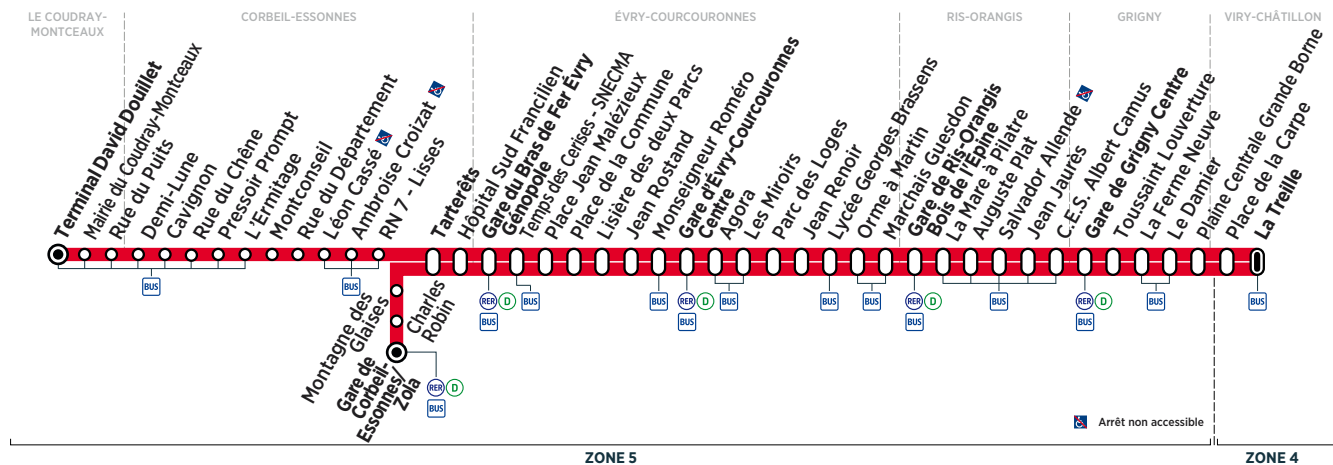 LE COUDRAY-
MONTCEAUX
CORBEIL-ESSONNES
ÉVRY-COURCOURONNES
RIS-ORANGIS
GRIGNY
VIRY-CHÂTILLON
Terminal David Douillet
Mairie du Coudray-Montceaux
Rue du Puits
Demi-Lune
Cavignon
Rue du Chêne
Pressoir Prompt
L'Ermitage
Montconseil
Rue du Département
Léon Cassé
Ambroise Croizat
RN 7 - Lisses
Tarterêts
Hôpital Sud Francilien
Gare du Bras de Fer Évry
Génopole
Temps des Cerises - SNECMA
Place Jean Malézieux
Place de la Commune
Lisière des deux Parcs
Jean Rostand
Monseigneur Roméro
Gare d'Évry-Courcouronnes
Centre
Agora
Les Miroirs
Parc des Loges
Jean Renoir
Lycée Georges Brassens
Orme à Martin
Marchais Guesdon
Gare de Ris-Orangis
Bois de l'Épine
La Mare à Pilatre
Auguste Plat
Salvador Allende
Jean Jaurès
C.E.S. Albert Camus
Gare de Grigny Centre
Toussaint Louverture
La Ferme Neuve
Le Damier
Plaine Centrale Grande Borne
Place de la Carpe
La Treille
BUS
BUS
RER D
BUS
BUS
BUS
RER D
BUS
BUS
BUS
BUS
RER D
BUS
BUS
RER D
BUS
BUS
BUS
Montagne des
Glaises
Charles
Robin
Gare de
Corbeil-
Essonnes/
Zola
RER D
BUS
Arrêt non accessible
ZONE 5
ZONE 4